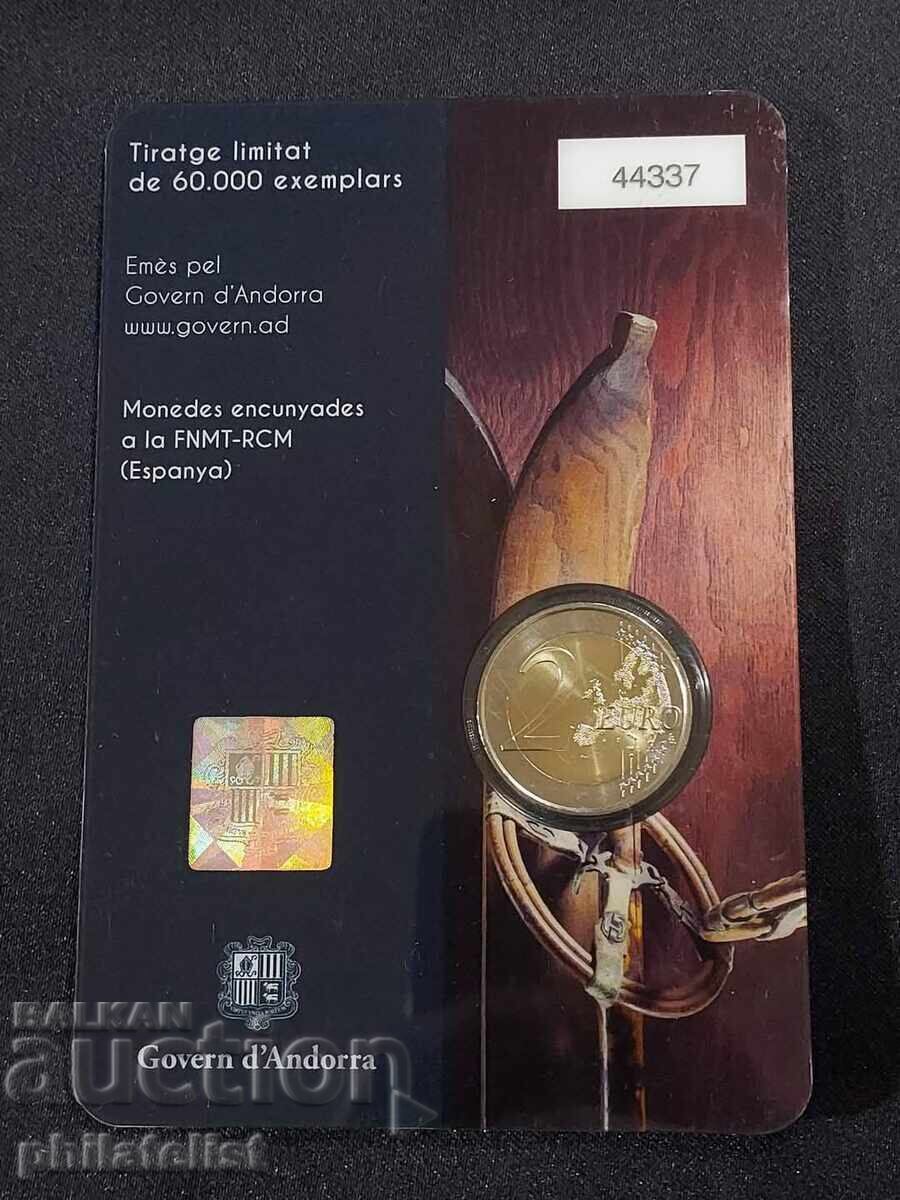 Tiratge limitat
de 60.000 exemplars
44337
Emès pel
Govern d'Andorra
www.govern.ad
Monedes encunyades
a la FNMT-RCM
(Espanya)
2 EURO
Govern d'Andorra
BALKAN
auction
philatelist